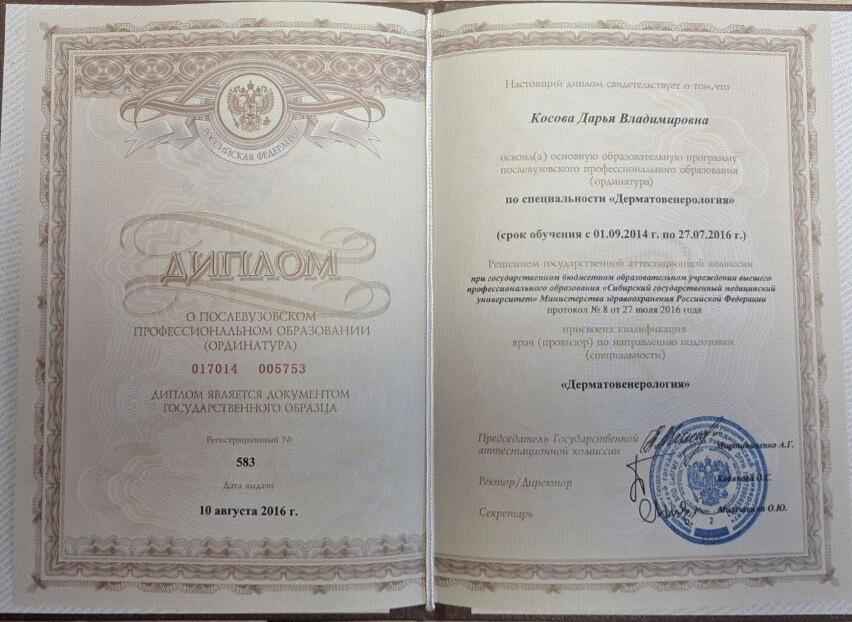 РОССИЙСКАЯ ФЕДЕРАЦИЯ
ДИПЛОМ
О ПОСЛЕВУЗОВСКОМ
ПРОФЕССИОНАЛЬНОМ ОБРАЗОВАНИИ
(ОРДИНАТУРА)
017014 005753
ДИПЛОМ ЯВЛЯЕТСЯ ДОКУМЕНТОМ
ГОСУДАРСТВЕННОГО ОБРАЗЦА
Регистрационный №
583
Дата выдачи
10 августа 2016 г.
Настоящий диплом свидетельствует о том, что
Косова Дарья Владимировна
освоил(а) основную образовательную программу
послевузовского профессионального образования
(ординатура)
по специальности «Дерматовенерология»
(срок обучения с 01.09.2014 г. по 27.07.2016 г.)
Решением государственной аттестационной комиссии
при государственном бюджетном образовательном учреждении высшего
профессионального образования «Сибирский государственный медицинский
университет» Министерства здравоохранения Российской Федерации
протокол № 8 от 27 июля 2016 года
присвоена квалификация
врач (провизор) по направлению подготовки
(специальности)
«Дерматовенерология»
Председатель Государственной
аттестационной комиссии
А.Г.
Ректор/Директор
О.С.
Секретарь
О.Ю.
2